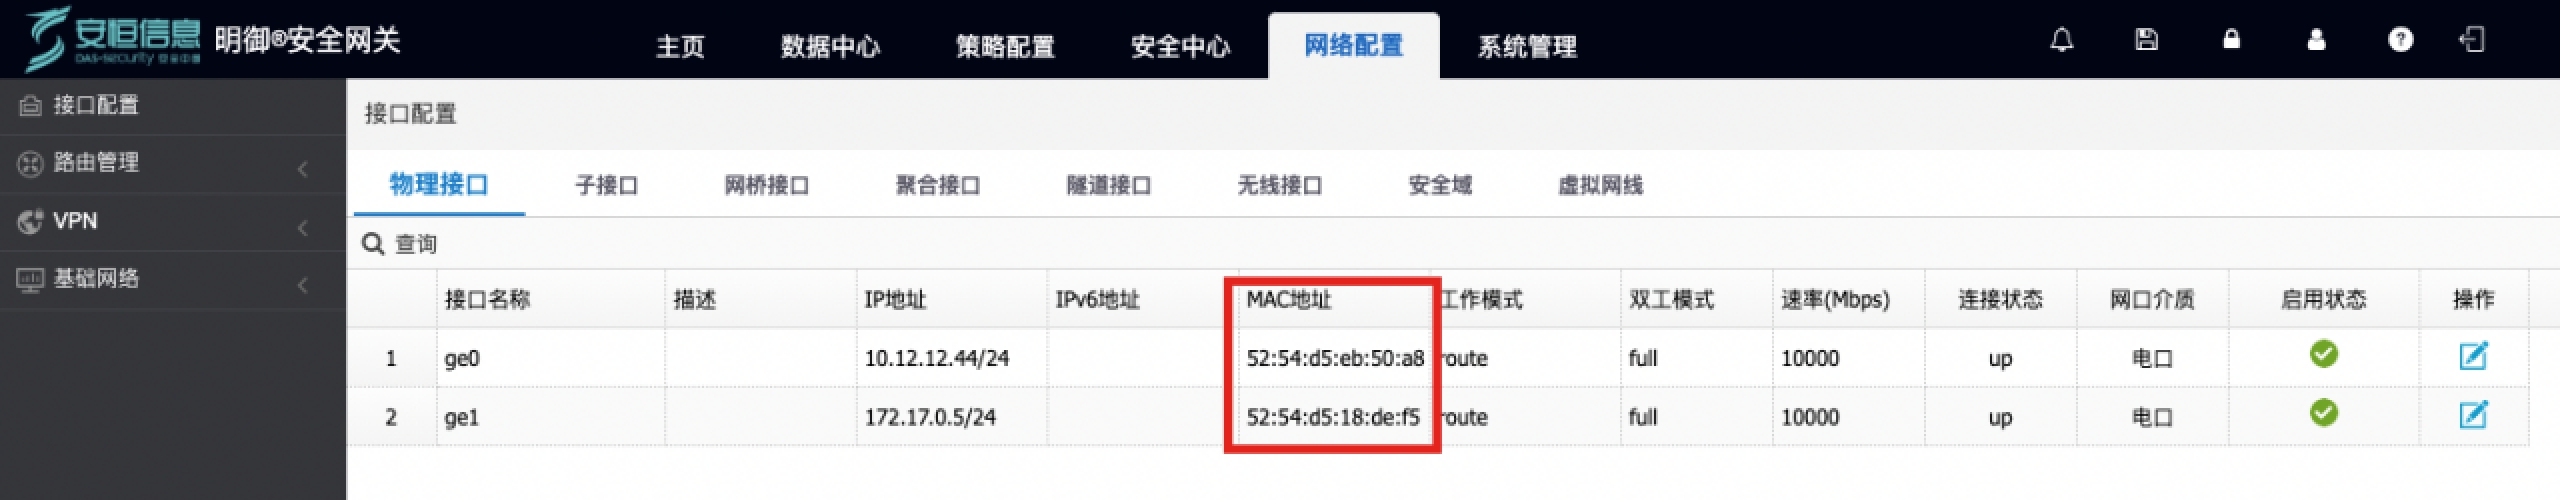 安恒信息 明御®安全网关
DAS-security 安全中国
主页 数据中心 策略配置 安全中心 网络配置 系统管理
接口配置
路由管理
VPN
基础网络
接口配置
物理接口 子接口 网桥接口 聚合接口 隧道接口 无线接口 安全域 虚拟网线
查询
接口名称 描述 IP地址 IPv6地址 MAC地址 工作模式 双工模式 速率(Mbps) 连接状态 网口介质 启用状态 操作
1 ge0 10.12.12.44/24 52:54:d5:eb:50:a8 route full 10000 up 电口
2 ge1 172.17.0.5/24 52:54:d5:18:de:f5 route full 10000 up 电口